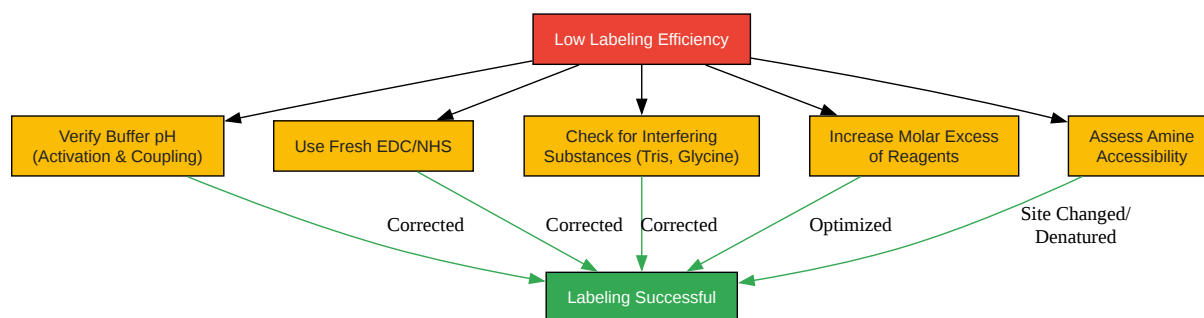 Low Labeling Efficiency
Verify Buffer pH
(Activation & Coupling)
Use Fresh EDC/NHS
Check for Interfering
Substances (Tris, Glycine)
Increase Molar Excess
of Reagents
Assess Amine
Accessibility
Corrected
Corrected
Corrected
Optimized
Site Changed/
Denatured
Labeling Successful